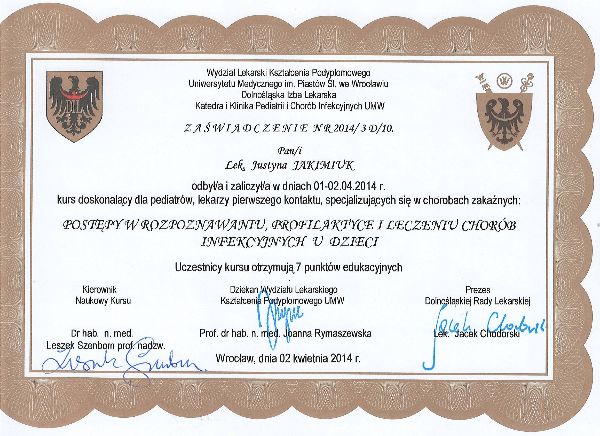 Wydział Lekarski Kształcenia Podyplomowego
Uniwersytetu Medycznego im. Piastów Śl. we Wrocławiu
Dolnośląska Izba Lekarska
Katedra i Klinika Pediatrii i Chorób Infekcyjnych UMW
ZAŚWIADCZENIE NR 2014/ 3 D/10.
Pan/i
Lek. Justyna JAKIMIUK
odbył/a i zaliczył/a w dniach 01-02.04.2014 r.
kurs doskonalący dla pediatrów, lekarzy pierwszego kontaktu, specjalizujących się w chorobach zakaźnych:
POSTĘPY W ROZPOZNAWANIU, PROFILAKTYCE I LECZENIU CHORÓB
INFEKCYJNYCH U DZIECI
Uczestnicy kursu otrzymują 7 punktów edukacyjnych
Kierownik
Naukowy Kursu
Dziekan Wydziału Lekarskiego
Kształcenia Podyplomowego UMW
Prezes
Dolnośląskiej Rady Lekarskiej
Dr hab. n. med.
Leszek Szenborn prof. nadzw.
Prof. dr hab. n. med. Joanna Rymaszewska
Jacek Chodorski
Lek. Jacek Chodorski
Wrocław, dnia 02 kwietnia 2014 r.